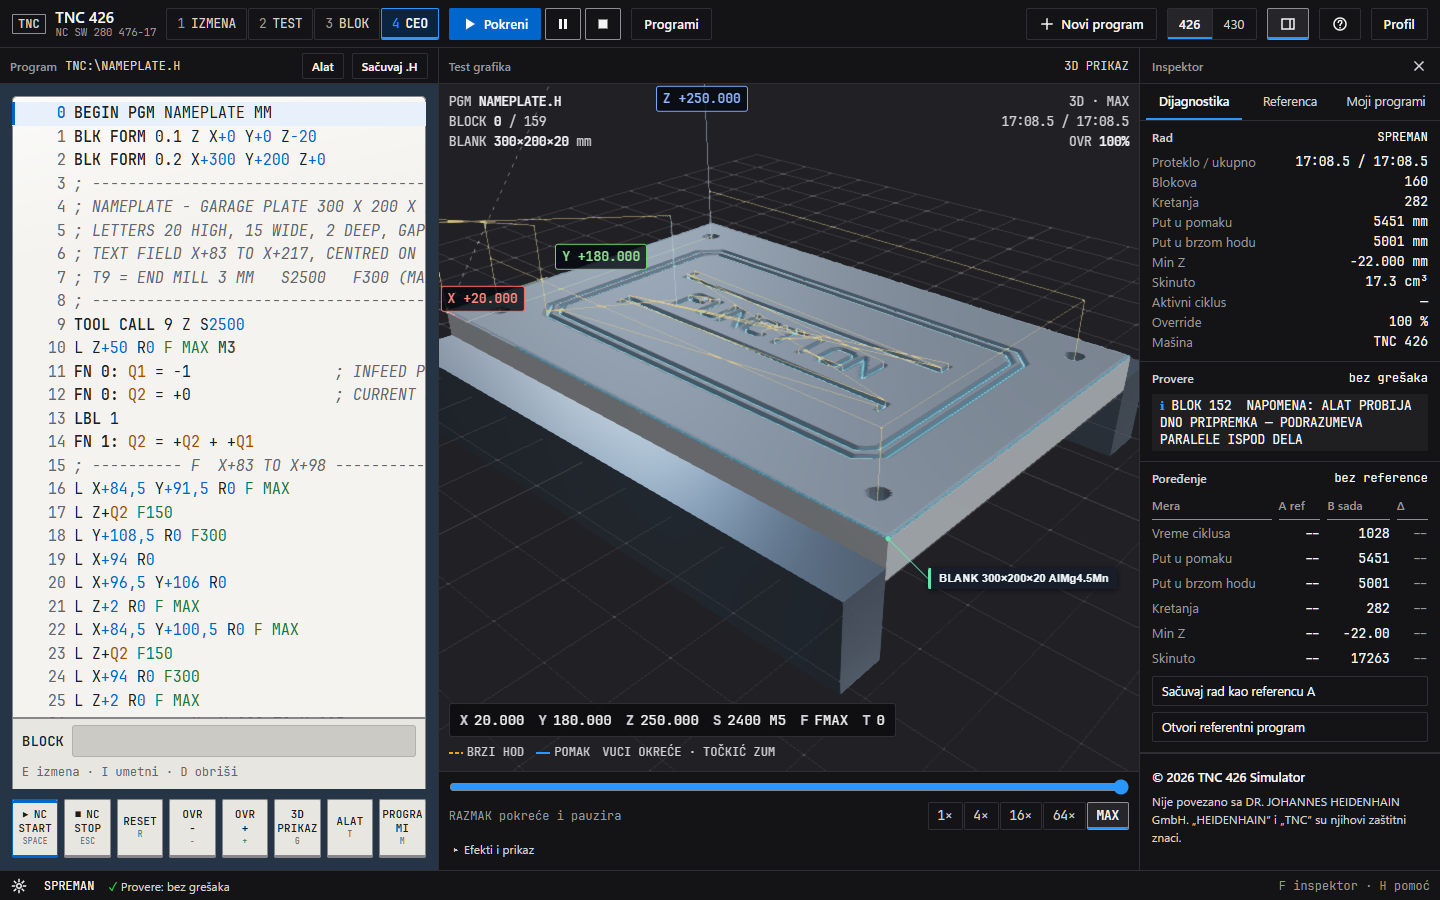 TNC
TNC 426
NC SW 280 476-17
1 IZMENA
2 TEST
3 BLOK
4 CEO
Pokreni
Programi
Novi program
426
430
Profil
Program TNC:\NAMEPLATE.H
Alat
Sačuvaj .H
0 BEGIN PGM NAMEPLATE MM
1 BLK FORM 0.1 Z X+0 Y+0 Z-20
2 BLK FORM 0.2 X+300 Y+200 Z+0
3 ; -------------------------------------
4 ; NAMEPLATE - GARAGE PLATE 300 X 200 X
5 ; LETTERS 20 HIGH, 15 WIDE, 2 DEEP, GAP
6 ; TEXT FIELD X+83 TO X+217, CENTRED ON
7 ; T9 = END MILL 3 MM   S2500   F300 (MA
8 ; -------------------------------------
9 TOOL CALL 9 Z S2500
10 L Z+50 R0 F MAX M3
11 FN 0: Q1 = -1 ; INFEED P
12 FN 0: Q2 = +0 ; CURRENT
13 LBL 1
14 FN 1: Q2 = +Q2 + +Q1
15 ; ---------- F  X+83 TO X+98 ----------
16 L X+84,5 Y+91,5 R0 F MAX
17 L Z+Q2 F150
18 L Y+108,5 R0 F300
19 L X+94 R0
20 L X+96,5 Y+106 R0
21 L Z+2 R0 F MAX
22 L X+84,5 Y+100,5 R0 F MAX
23 L Z+Q2 F150
24 L X+94 R0 F300
25 L Z+2 R0 F MAX
BLOCK
E izmena · I umetni · D obriši
▶ NC START SPACE
■ NC STOP ESC
RESET R
OVR - -
OVR + +
3D PRIKAZ G
ALAT T
PROGRAMI M
Test grafika
3D PRIKAZ
PGM NAMEPLATE.H
BLOCK 0 / 159
BLANK 300×200×20 mm
3D · MAX
17:08.5 / 17:08.5
OVR 100%
Z +250.000
Y +180.000
X +20.000
BLANK 300×200×20 AlMg4.5Mn
X 20.000 Y 180.000 Z 250.000 S 2400 M5 F FMAX T 0
BRZI HOD POMAK VUCI OKREĆE · TOČKIĆ ZUM
RAZMAK pokreće i pauzira
1×
4×
16×
64×
MAX
▸ Efekti i prikaz
Inspektor
Dijagnostika
Referenca
Moji programi
Rad SPREMAN
Proteklo / ukupno 17:08.5 / 17:08.5
Blokova 160
Kretanja 282
Put u pomaku 5451 mm
Put u brzom hodu 5001 mm
Min Z -22.000 mm
Skinuto 17.3 cm³
Aktivni ciklus —
Override 100 %
Mašina TNC 426
Provere bez grešaka
i BLOK 152  NAPOMENA: ALAT PROBIJA
DNO PRIPREMKA — PODRAZUMEVA
PARALELE ISPOD DELA
Poređenje bez reference
Mera A ref B sada Δ
Vreme ciklusa —— 1028 ——
Put u pomaku —— 5451 ——
Put u brzom hodu —— 5001 ——
Kretanja —— 282 ——
Min Z —— -22.00 ——
Skinuto —— 17263 ——
Sačuvaj rad kao referencu A
Otvori referentni program
© 2026 TNC 426 Simulator
Nije povezano sa DR. JOHANNES HEIDENHAIN
GmbH. „HEIDENHAIN” i „TNC” su njihovi zaštitni
znaci.
SPREMAN ✓ Provere: bez grešaka
F inspektor · H pomoć